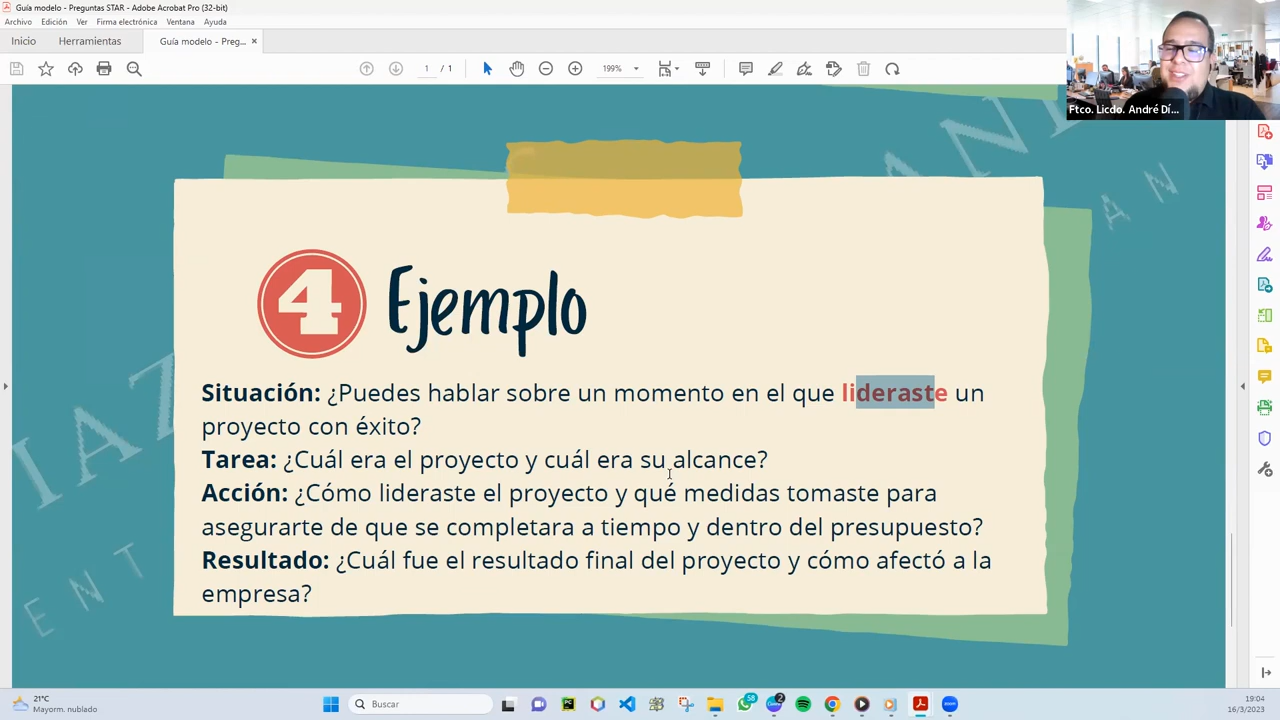 Guía modelo - Preguntas STAR - Adobe Acrobat Pro (32-bit)
Archivo Edición Ver Firma electrónica Ventana Ayuda
Inicio Herramientas Guía modelo - Preg... ×
1 / 1 199%
Ftco. Licdo. André Dí...
4 Ejemplo
Situación: ¿Puedes hablar sobre un momento en el que lideraste un
proyecto con éxito?
Tarea: ¿Cuál era el proyecto y cuál era su alcance?
Acción: ¿Cómo lideraste el proyecto y qué medidas tomaste para
asegurarte de que se completara a tiempo y dentro del presupuesto?
Resultado: ¿Cuál fue el resultado final del proyecto y cómo afectó a la
empresa?
21°C
Mayorm. nublado
Buscar
58
2
19:04
16/3/2023